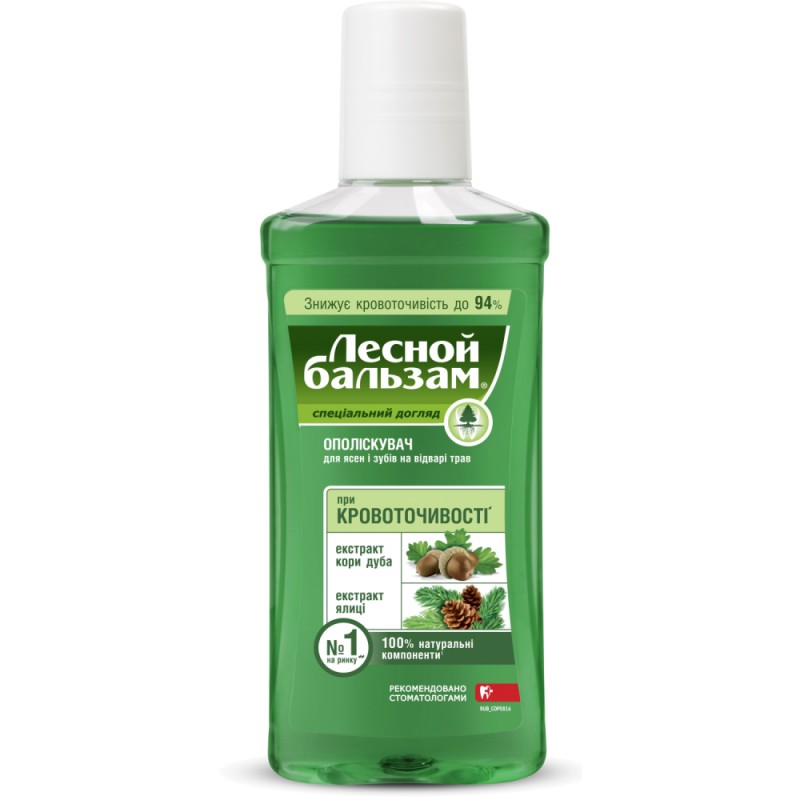 Знижує кровоточивість до 94%
Лесной
бальзам®
спеціальний догляд
ОПОЛІСКУВАЧ
для ясен і зубів на відварі трав
при
КРОВОТОЧИВОСТІ*
екстракт
кори дуба
екстракт
ялиці
№1
на ринку**
100% натуральні
компоненти
РЕКОМЕНДОВАНО
СТОМАТОЛОГАМИ